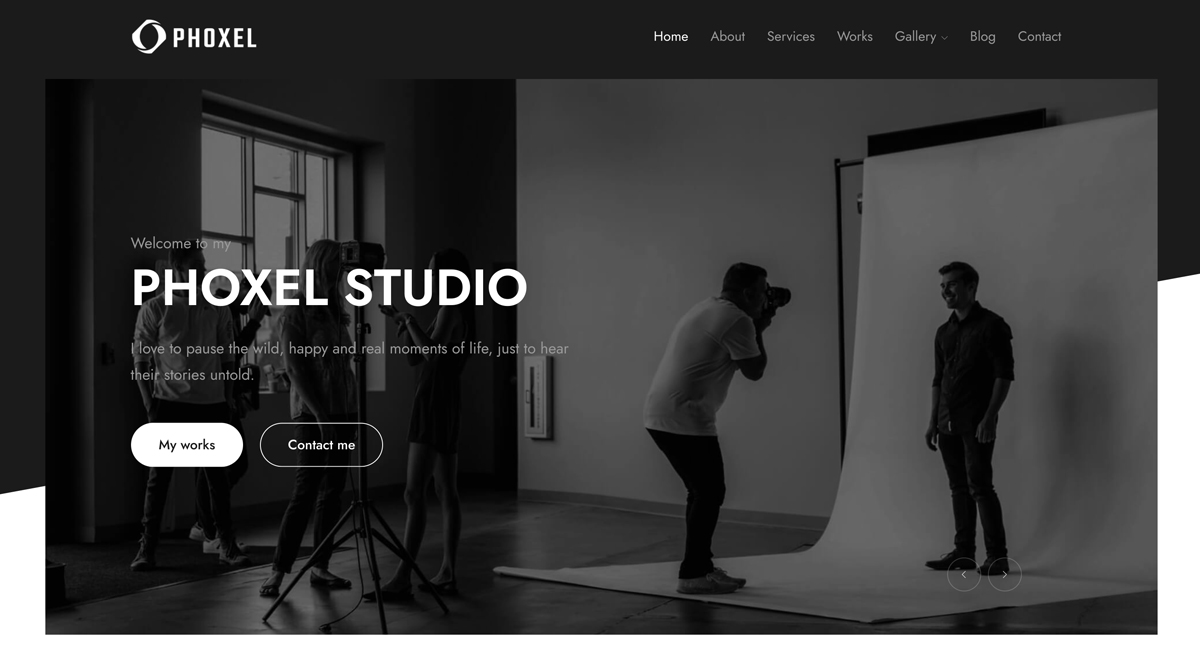 PHOXEL
Home About Services Works Gallery Blog Contact
Welcome to my
PHOXEL STUDIO
I love to pause the wild, happy and real moments of life, just to hear
their stories untold.
My works Contact me